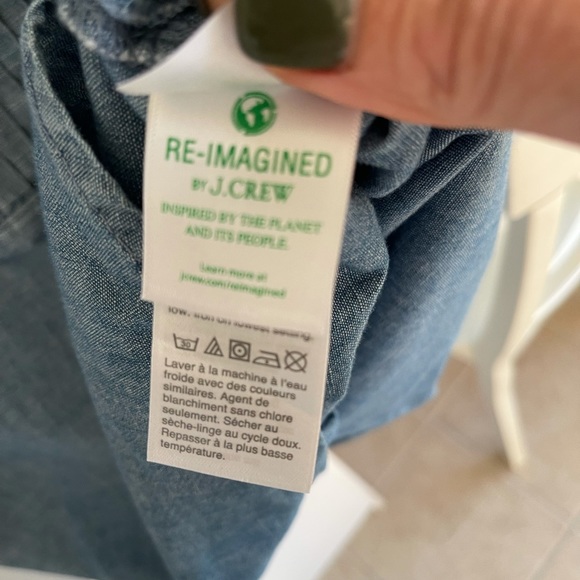 RE-IMAGINED
BY J.CREW
INSPIRED BY THE PLANET
AND ITS PEOPLE.
Learn more at
jcrew.com/reimagined
low. Iron on lowest setting.
30
Laver à la machine à l'eau
froide avec des couleurs
similaires. Agent de
blanchiment sans chlore
seulement. Sécher au
sèche-linge au cycle doux.
Repasser à la plus basse
température.